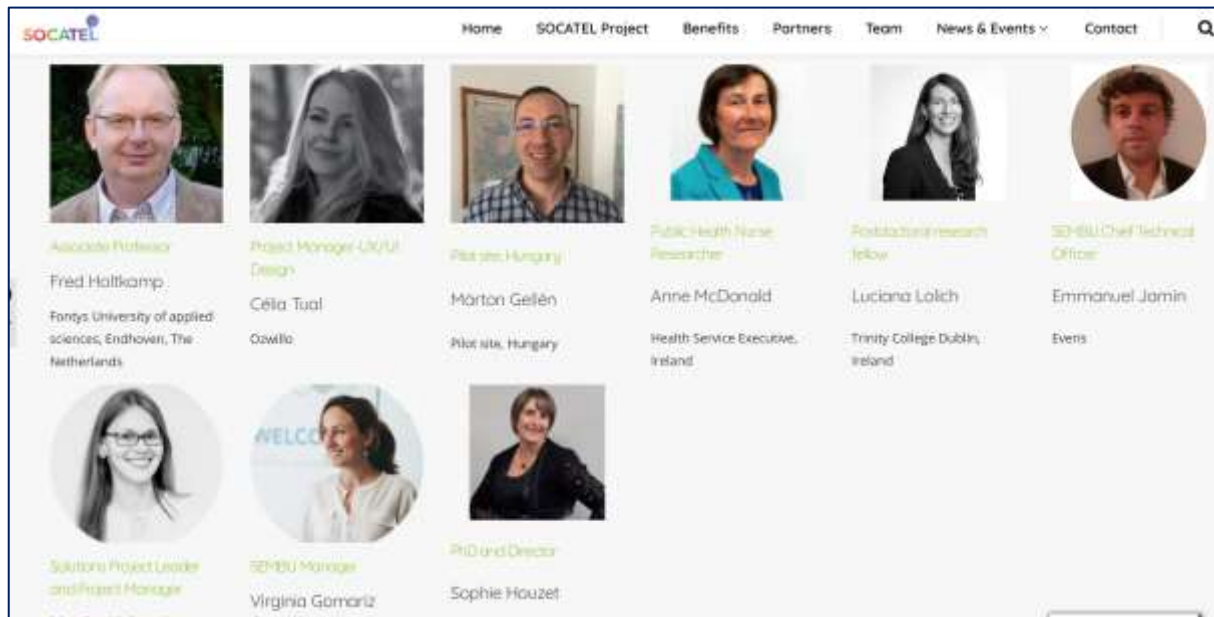 SOCATEL
Home SOCATEL Project Benefits Partners Team News & Events Contact
Associate Professor
Fred Holtkamp
Fontys University of applied
sciences, Endhoven, The
Netherlands
Project Manager-UX/UI
Design
Célia Tual
Ozwillo
Pilot site, Hungary
Márton Gellén
Pilot site, Hungary
Public Health Nurse
Researcher
Anne McDonald
Health Service Executive,
Ireland
Postdoctoral research
fellow
Luciana Lolich
Trinity College Dublin,
Ireland
SEMBU Chief Technical
Officer
Emmanuel Jamin
Everis
Solutions Project Leader
and Project Manager
WELCO
SEMBU Manager
Virginia Gomariz
PhD and Director
Sophie Houzet